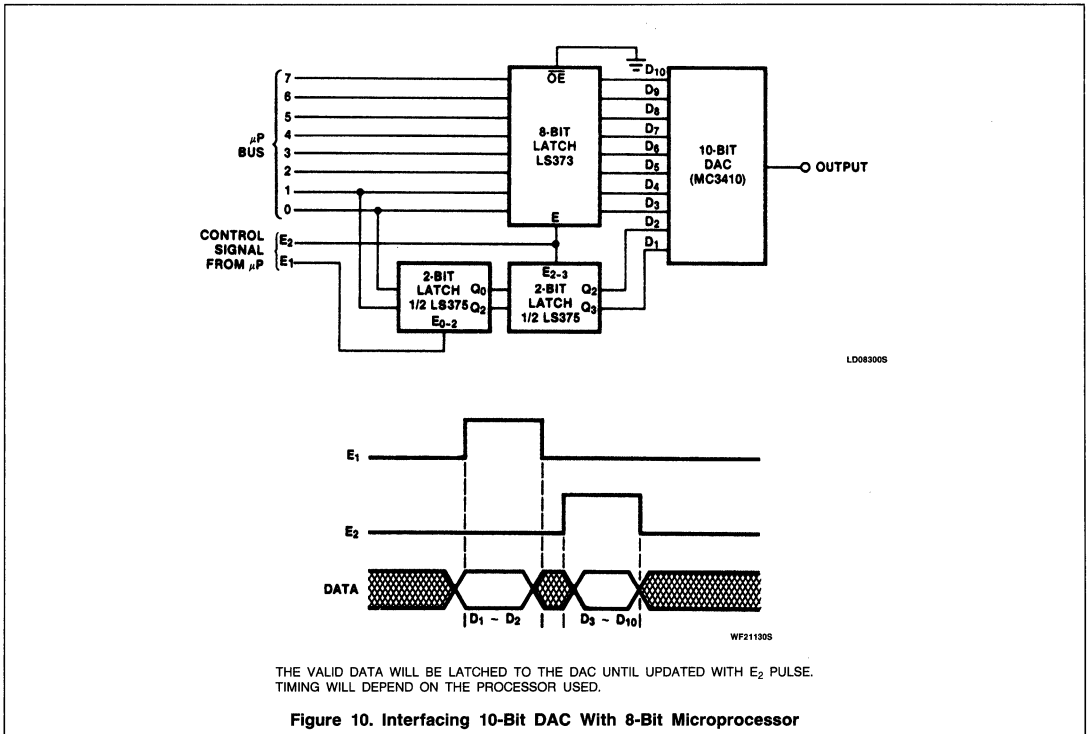 OE
D10
7
D9
6
D8
5
8-BIT
LATCH
LS373
D7
μP
BUS
4
D6
10-BIT
DAC
(MC3410)
OUTPUT
3
D5
2
D4
1
D3
0
E
D2
CONTROL
SIGNAL
FROM μP
E2
D1
E1
2-BIT
LATCH
1/2 LS375
Q0
Q2
E0-2
E2-3
2-BIT
LATCH
1/2 LS375
Q2
Q3
LD08300S
E1
E2
DATA
D1 ~ D2
D3 ~ D10
WF21130S
THE VALID DATA WILL BE LATCHED TO THE DAC UNTIL UPDATED WITH E2 PULSE.
TIMING WILL DEPEND ON THE PROCESSOR USED.
Figure 10. Interfacing 10-Bit DAC With 8-Bit Microprocessor